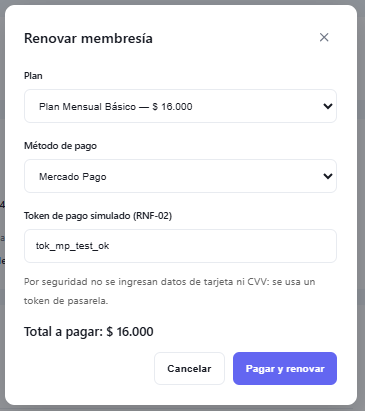 Renovar membresía
Plan
Plan Mensual Básico — $ 16.000
Método de pago
Mercado Pago
Token de pago simulado (RNF-02)
tok_mp_test_ok
Por seguridad no se ingresan datos de tarjeta ni CVV: se usa un
token de pasarela.
Total a pagar: $ 16.000
Cancelar
Pagar y renovar